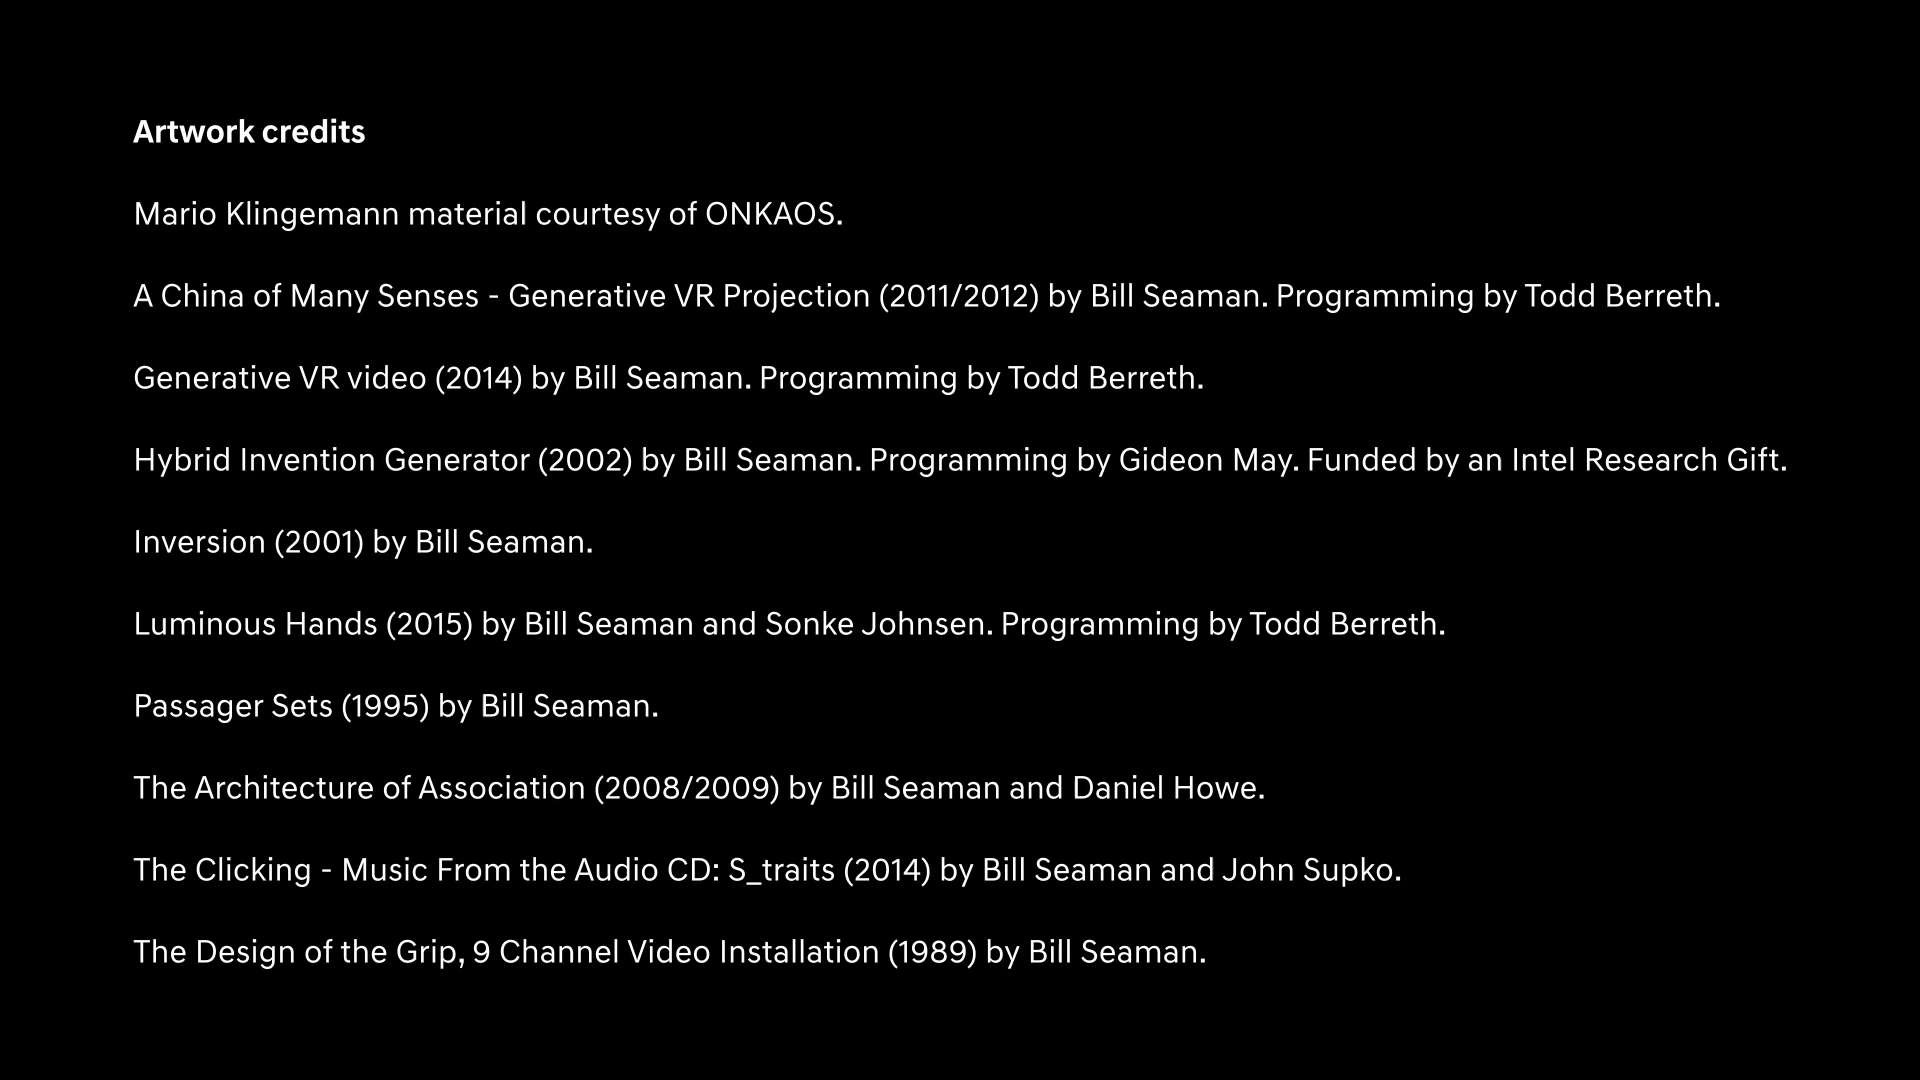 Artwork credits
Mario Klingemann material courtesy of ONKAOS.
A China of Many Senses - Generative VR Projection (2011/2012) by Bill Seaman. Programming by Todd Berreth.
Generative VR video (2014) by Bill Seaman. Programming by Todd Berreth.
Hybrid Invention Generator (2002) by Bill Seaman. Programming by Gideon May. Funded by an Intel Research Gift.
Inversion (2001) by Bill Seaman.
Luminous Hands (2015) by Bill Seaman and Sonke Johnsen. Programming by Todd Berreth.
Passager Sets (1995) by Bill Seaman.
The Architecture of Association (2008/2009) by Bill Seaman and Daniel Howe.
The Clicking - Music From the Audio CD: S_traits (2014) by Bill Seaman and John Supko.
The Design of the Grip, 9 Channel Video Installation (1989) by Bill Seaman.